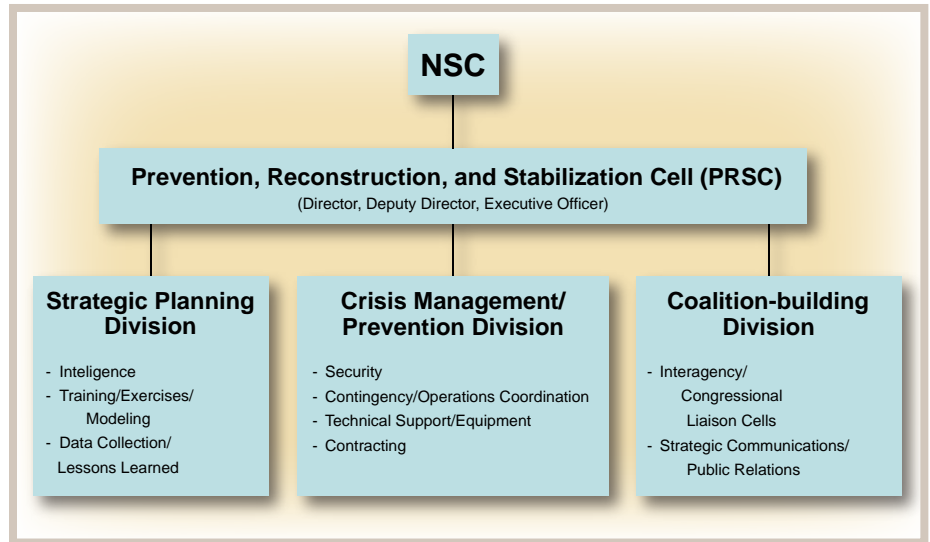 NSC
Prevention, Reconstruction, and Stabilization Cell (PRSC)
(Director, Deputy Director, Executive Officer)
Strategic Planning
Division
- Inteligence
- Training/Exercises/
Modeling
- Data Collection/
Lessons Learned
Crisis Management/
Prevention Division
- Security
- Contingency/Operations Coordination
- Technical Support/Equipment
- Contracting
Coalition-building
Division
- Interagency/
Congressional
Liaison Cells
- Strategic Communications/
Public Relations